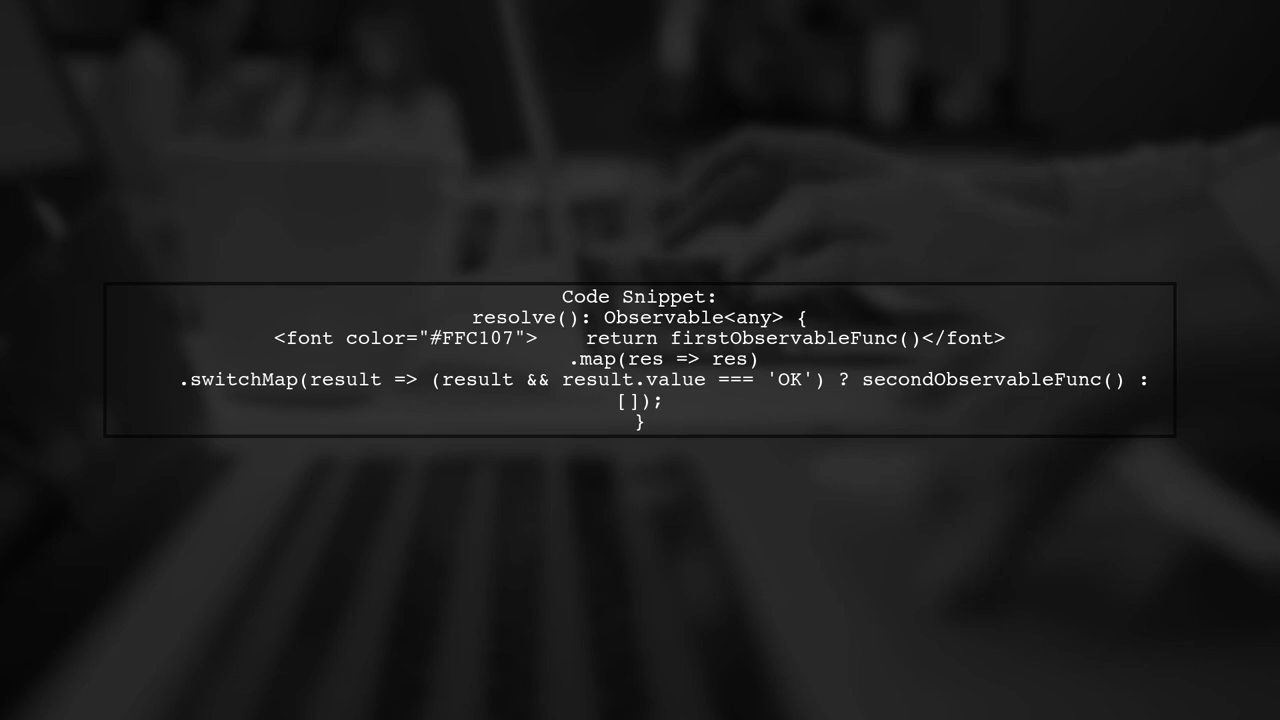 Code Snippet:
resolve(): Observable<any> {
<font color="#FFC107">    return firstObservableFunc()</font>
.map(res => res)
.switchMap(result => (result && result.value === 'OK') ? secondObservableFunc() :
[]);
}